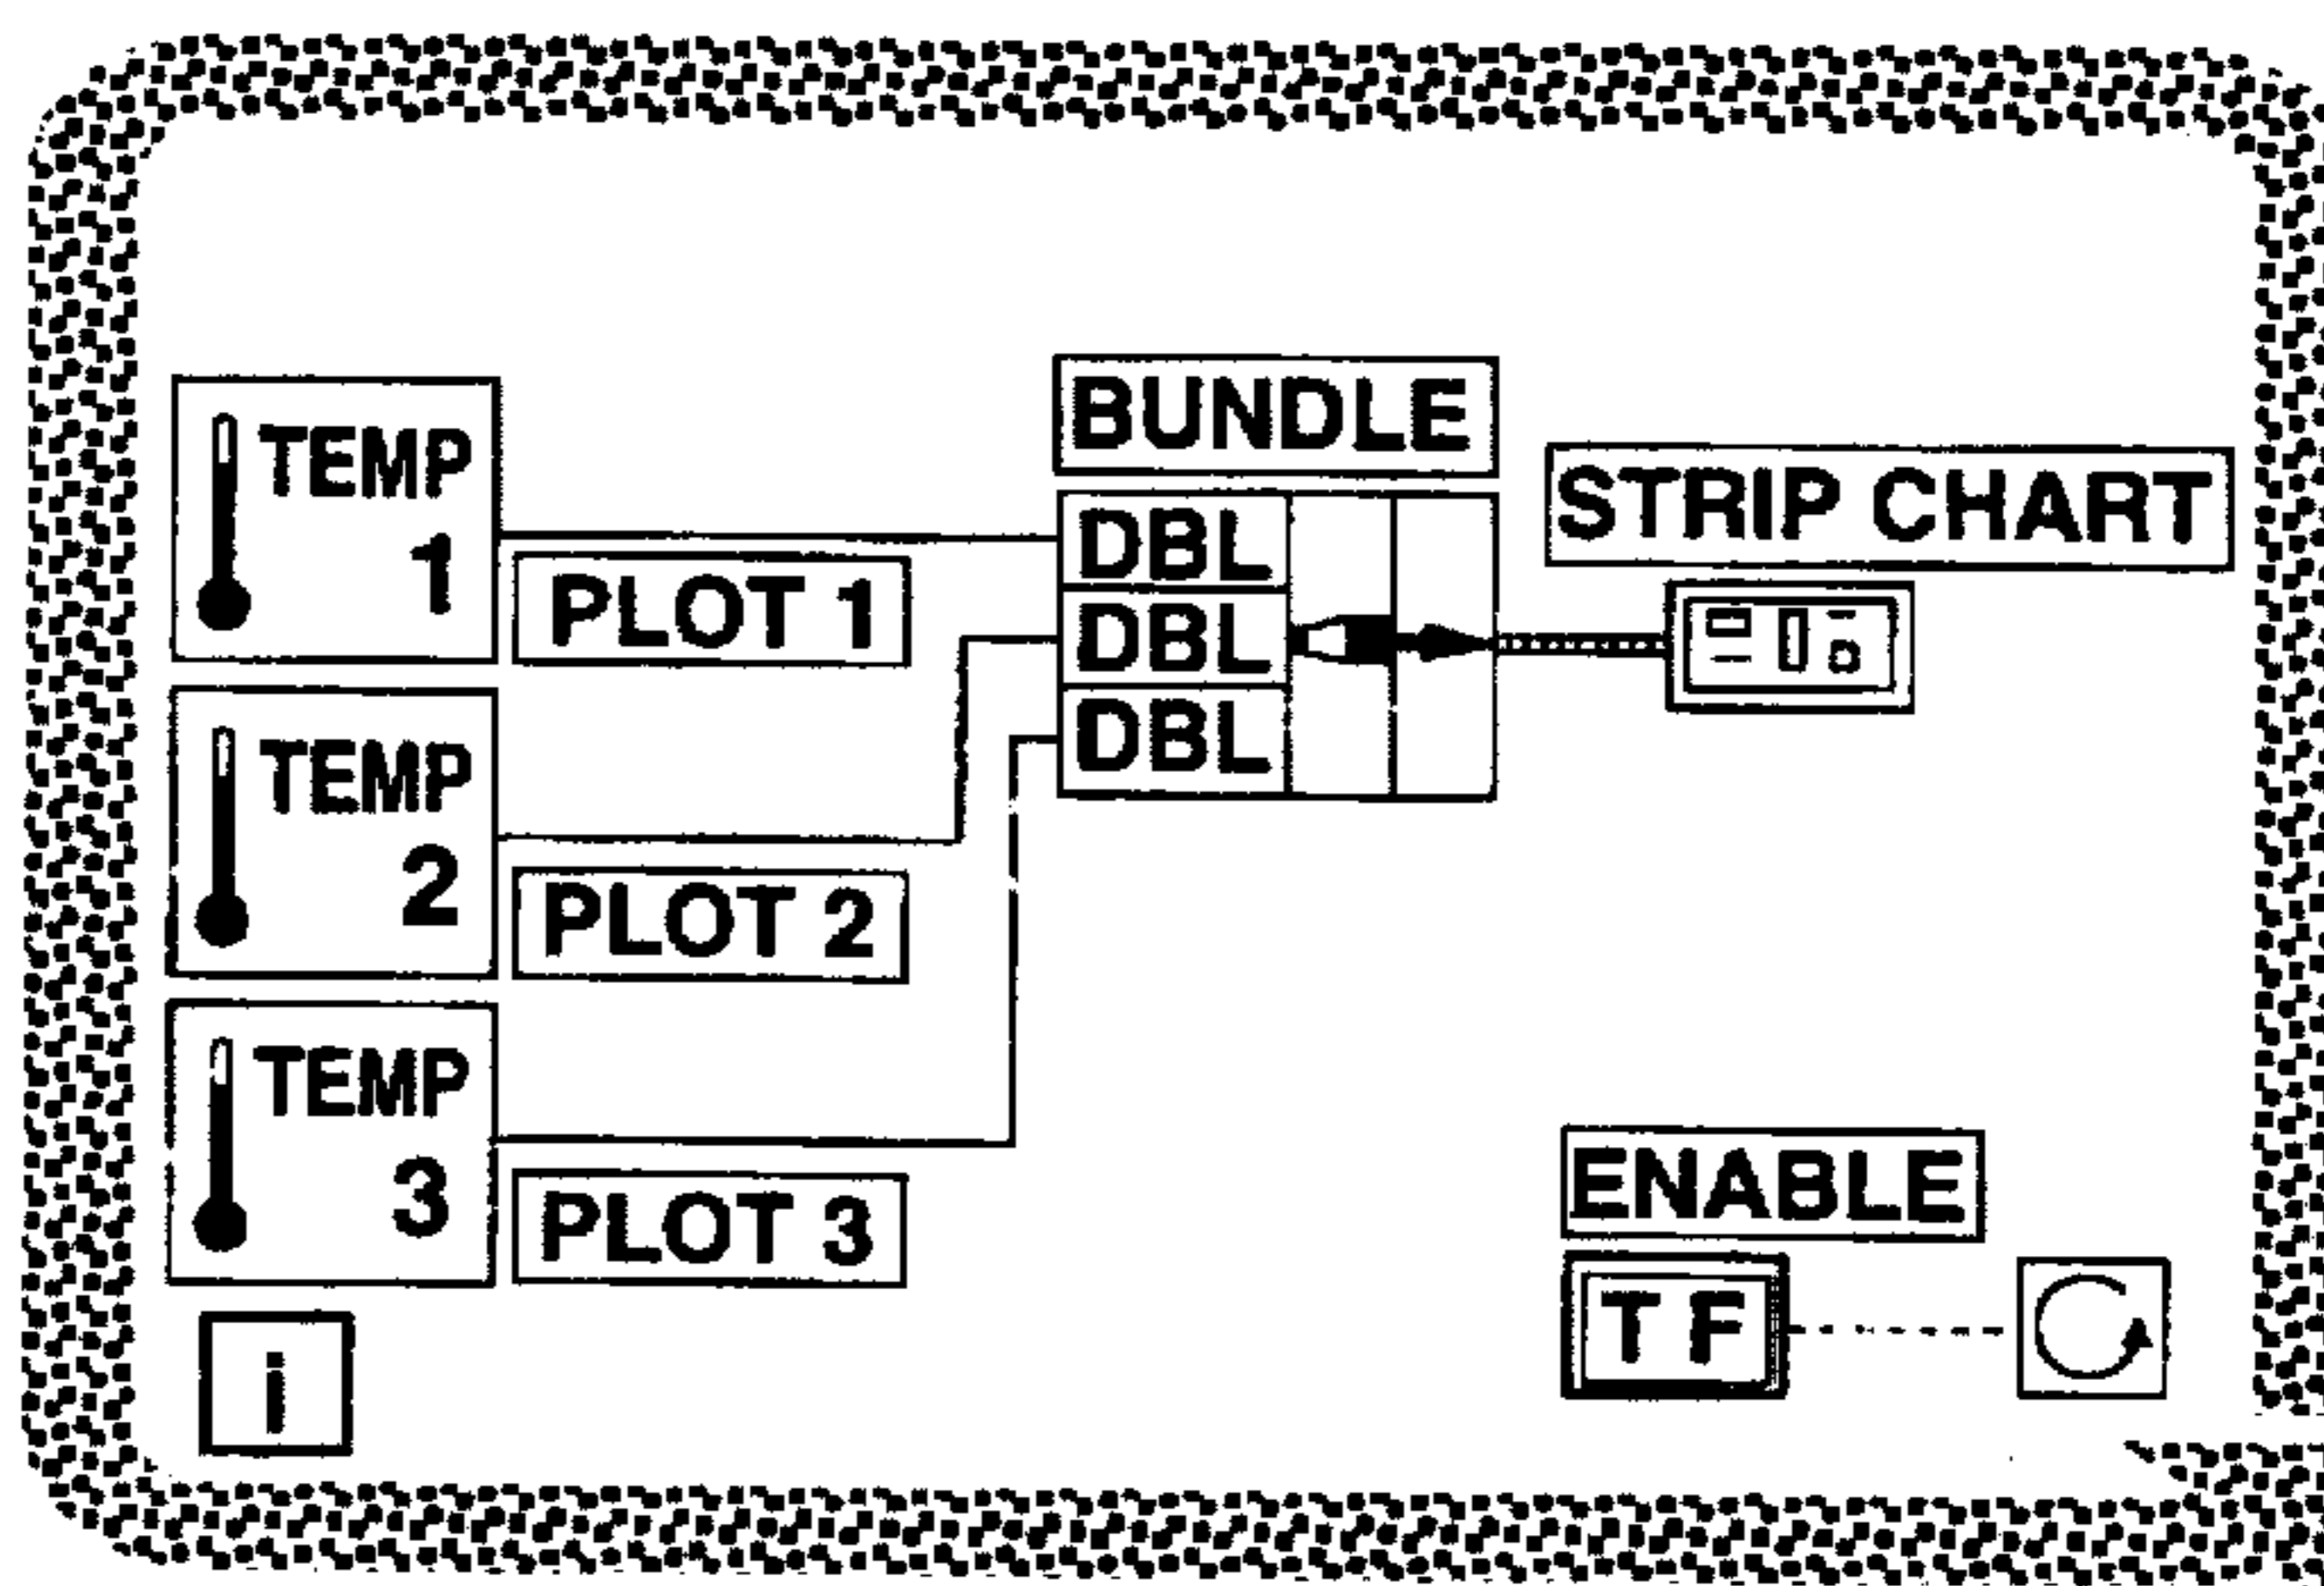 BUNDLE
STRIP CHART
TEMP
1
PLOT 1
DBL
DBL
DBL
TEMP
2
PLOT 2
TEMP
3
PLOT 3
ENABLE
T F
i